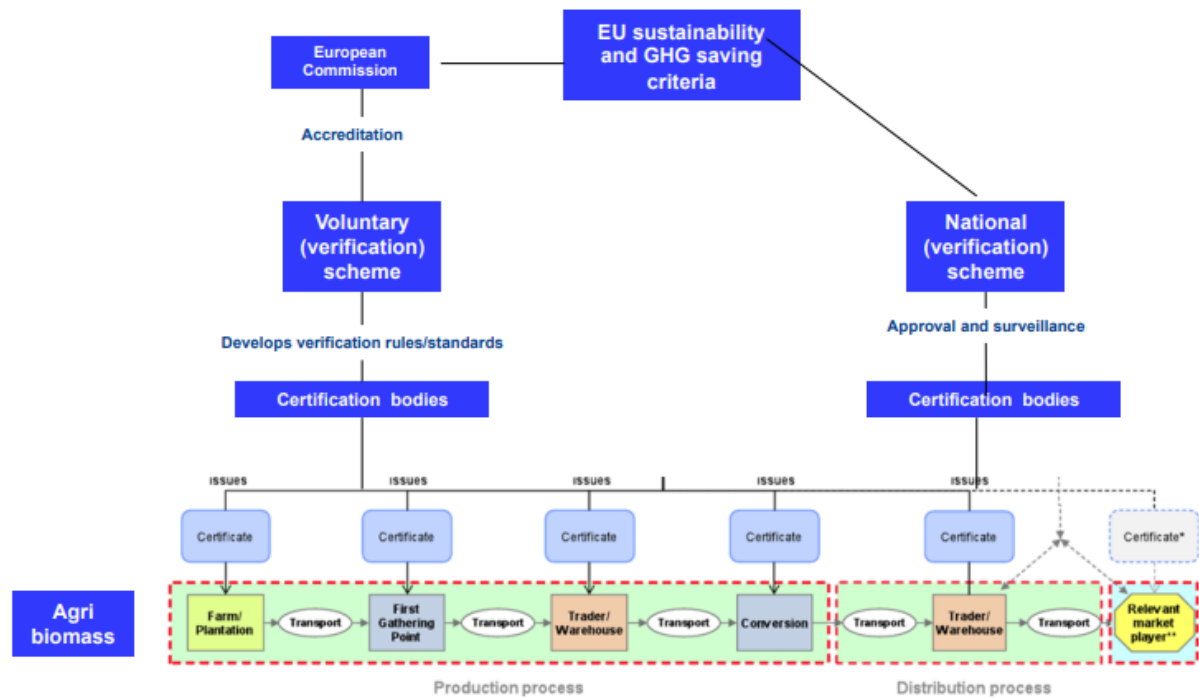 EU sustainability
and GHG saving
criteria
European
Commission
Accreditation
Voluntary
(verification)
scheme
National
(verification)
scheme
Develops verification rules/standards
Approval and surveillance
Certification bodies
Certification bodies
issues
issues
issues
issues
issues
Certificate
Certificate
Certificate
Certificate
Certificate
Certificate*
Agri
biomass
Farm/
Plantation
Transport
First
Gathering
Point
Transport
Trader/
Warehouse
Transport
Conversion
Transport
Trader/
Warehouse
Transport
Relevant
market
player**
Production process
Distribution process